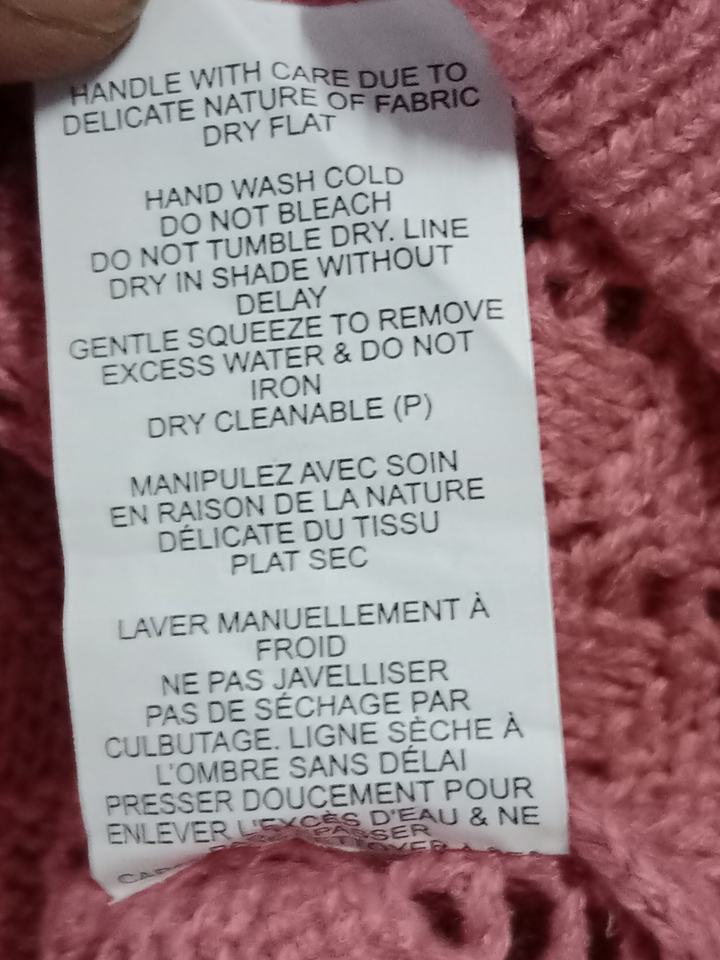 HANDLE WITH CARE DUE TO
DELICATE NATURE OF FABRIC
DRY FLAT
HAND WASH COLD
DO NOT BLEACH
DO NOT TUMBLE DRY. LINE
DRY IN SHADE WITHOUT
DELAY
GENTLE SQUEEZE TO REMOVE
EXCESS WATER & DO NOT
IRON
DRY CLEANABLE (P)
MANIPULEZ AVEC SOIN
EN RAISON DE LA NATURE
DÉLICATE DU TISSU
PLAT SEC
LAVER MANUELLEMENT À
FROID
NE PAS JAVELLISER
PAS DE SÉCHAGE PAR
CULBUTAGE. LIGNE SÈCHE À
L'OMBRE SANS DÉLAI
PRESSER DOUCEMENT POUR
ENLEVER L'EXCÈS D'EAU & NE